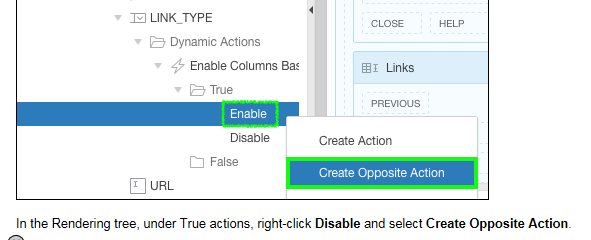 LINK_TYPE
Dynamic Actions
Enable Columns Bas
True
Enable
Disable
False
URL
CLOSE HELP
Links
PREVIOUS
Create Action
Create Opposite Action
In the Rendering tree, under True actions, right-click Disable and select Create Opposite Action.